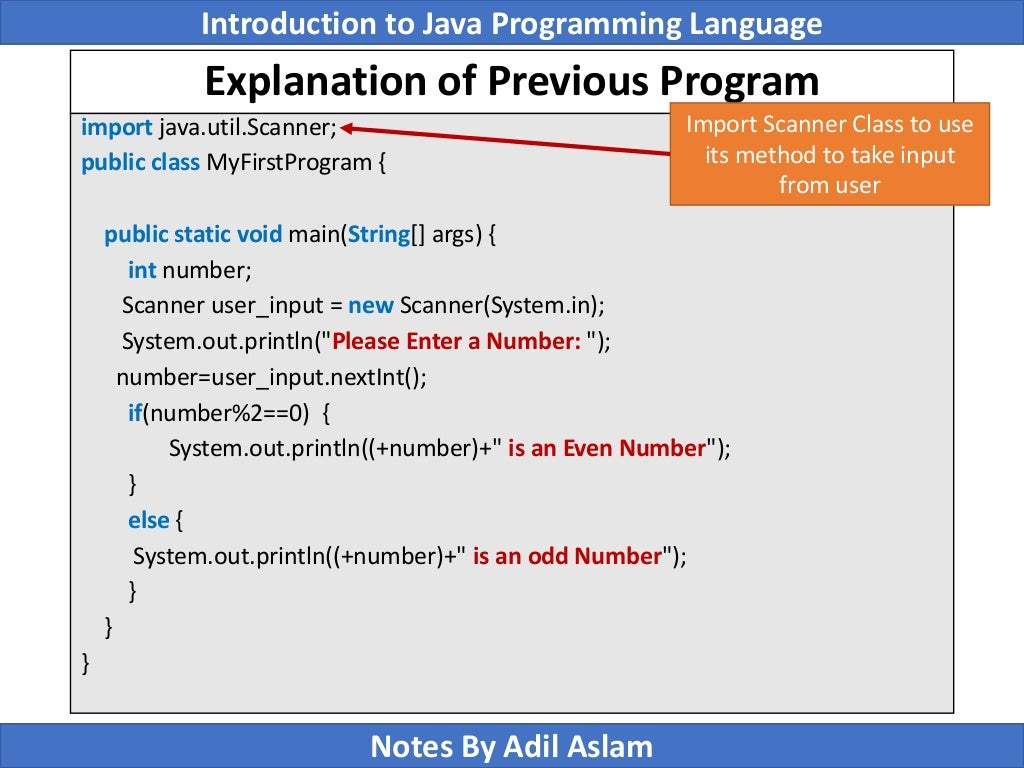 Introduction to Java Programming Language
Explanation of Previous Program
import java.util.Scanner;
Import Scanner Class to use
its method to take input
from user
public class MyFirstProgram {
public static void main(String[] args) {
int number;
Scanner user_input = new Scanner(System.in);
System.out.println("Please Enter a Number: ");
number=user_input.nextInt();
if(number%2==0) {
System.out.println((+number)+" is an Even Number");
}
else {
System.out.println((+number)+" is an odd Number");
}
}
}
Notes By Adil Aslam